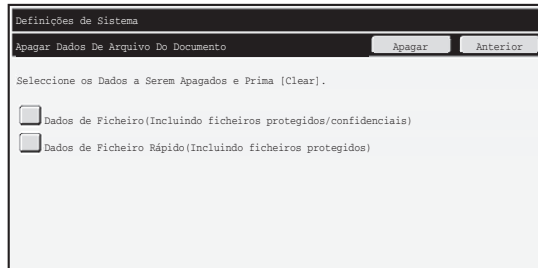 Definições de Sistema
Apagar Dados De Arquivo Do Documento Apagar Anterior
Seleccione os Dados a Serem Apagados e Prima [Clear].
Dados de Ficheiro(Incluindo ficheiros protegidos/confidenciais)
Dados de Ficheiro Rápido(Incluindo ficheiros protegidos)